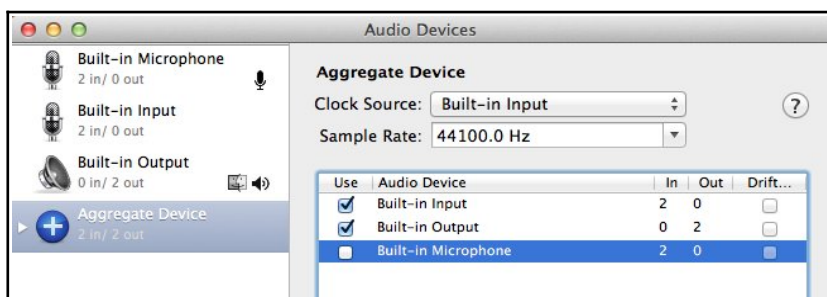 Audio Devices
Built-in Microphone
2 in/ 0 out
Built-in Input
2 in/ 0 out
Built-in Output
0 in/ 2 out
Aggregate Device
2 in/ 2 out
Aggregate Device
Clock Source: Built-in Input
?
Sample Rate: 44100.0 Hz
Use Audio Device In Out Drift...
Built-in Input 2 0
Built-in Output 0 2
Built-in Microphone 2 0